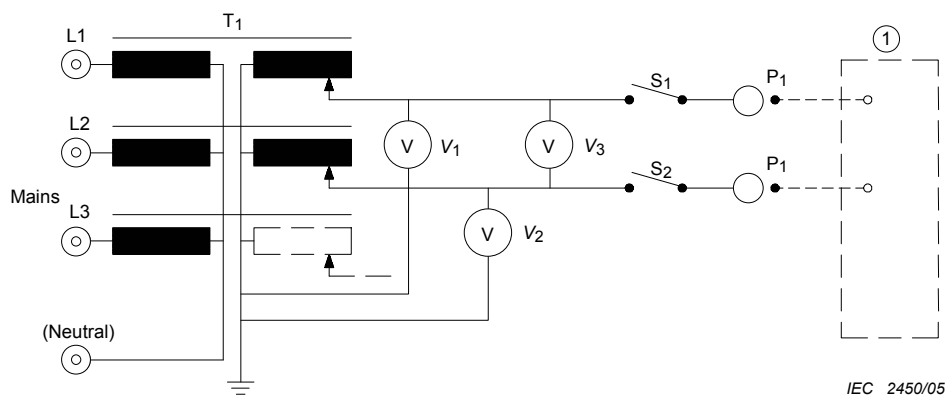 T1
L1
L2
Mains
L3
(Neutral)
V V1
V V3
V V2
S1
S2
P1
P1
1
IEC 2450/05